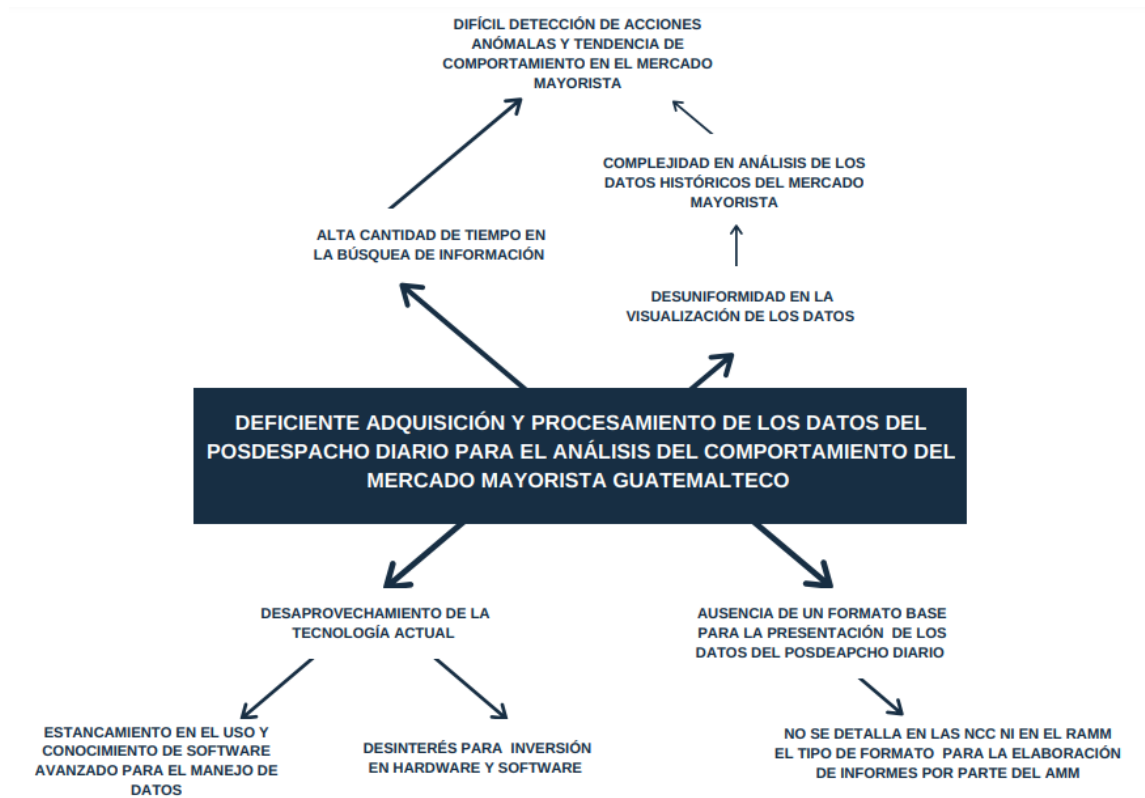 DIFÍCIL DETECCIÓN DE ACCIONES
ANÓMALAS Y TENDENCIA DE
COMPORTAMIENTO EN EL MERCADO
MAYORISTA
COMPLEJIDAD EN ANÁLISIS DE LOS
DATOS HISTÓRICOS DEL MERCADO
MAYORISTA
ALTA CANTIDAD DE TIEMPO EN
LA BÚSQUEA DE INFORMACIÓN
DESUNIFORMIDAD EN LA
VISUALIZACIÓN DE LOS DATOS
DEFICIENTE ADQUISICIÓN Y PROCESAMIENTO DE LOS DATOS DEL
POSDESPACHO DIARIO PARA EL ANÁLISIS DEL COMPORTAMIENTO DEL
MERCADO MAYORISTA GUATEMALTECO
DESAPROVECHAMIENTO DE LA
TECNOLOGÍA ACTUAL
AUSENCIA DE UN FORMATO BASE
PARA LA PRESENTACIÓN DE LOS
DATOS DEL POSDEAPCHO DIARIO
ESTANCAMIENTO EN EL USO Y
CONOCIMIENTO DE SOFTWARE
AVANZADO PARA EL MANEJO DE
DATOS
DESINTERÉS PARA INVERSIÓN
EN HARDWARE Y SOFTWARE
NO SE DETALLA EN LAS NCC NI EN EL RAMM
EL TIPO DE FORMATO PARA LA ELABORACIÓN
DE INFORMES POR PARTE DEL AMM